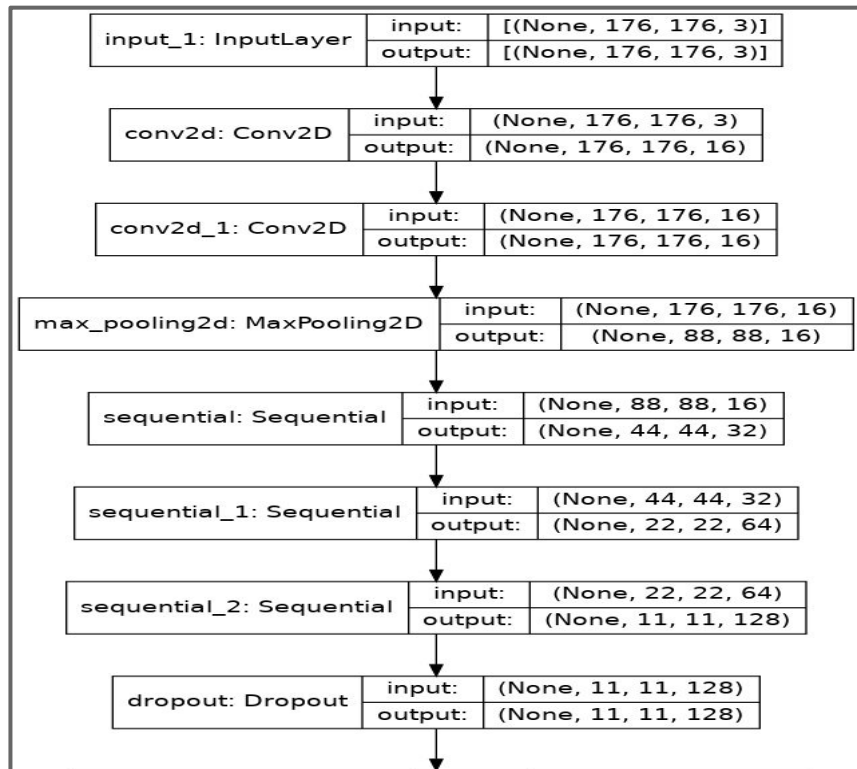 input_1: InputLayer
input: [(None, 176, 176, 3)]
output: [(None, 176, 176, 3)]
conv2d: Conv2D
input: (None, 176, 176, 3)
output: (None, 176, 176, 16)
conv2d_1: Conv2D
input: (None, 176, 176, 16)
output: (None, 176, 176, 16)
max_pooling2d: MaxPooling2D
input: (None, 176, 176, 16)
output: (None, 88, 88, 16)
sequential: Sequential
input: (None, 88, 88, 16)
output: (None, 44, 44, 32)
sequential_1: Sequential
input: (None, 44, 44, 32)
output: (None, 22, 22, 64)
sequential_2: Sequential
input: (None, 22, 22, 64)
output: (None, 11, 11, 128)
dropout: Dropout
input: (None, 11, 11, 128)
output: (None, 11, 11, 128)